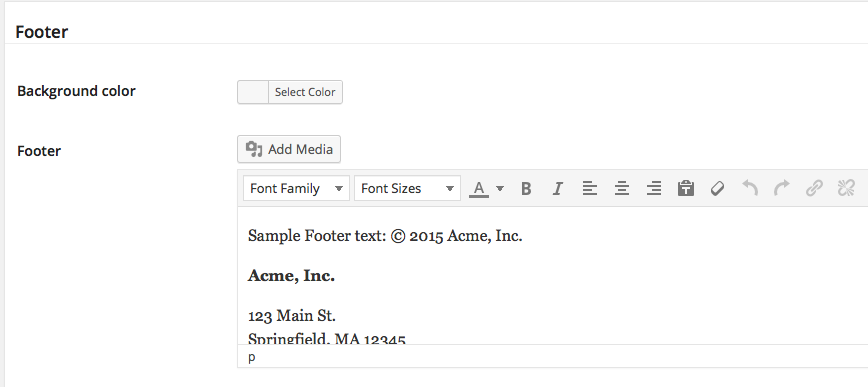 Footer
Background color
Select Color
Footer
Add Media
Font Family
Font Sizes
A
B
I
Sample Footer text: © 2015 Acme, Inc.
Acme, Inc.
123 Main St.
Springfield, MA 12345
p